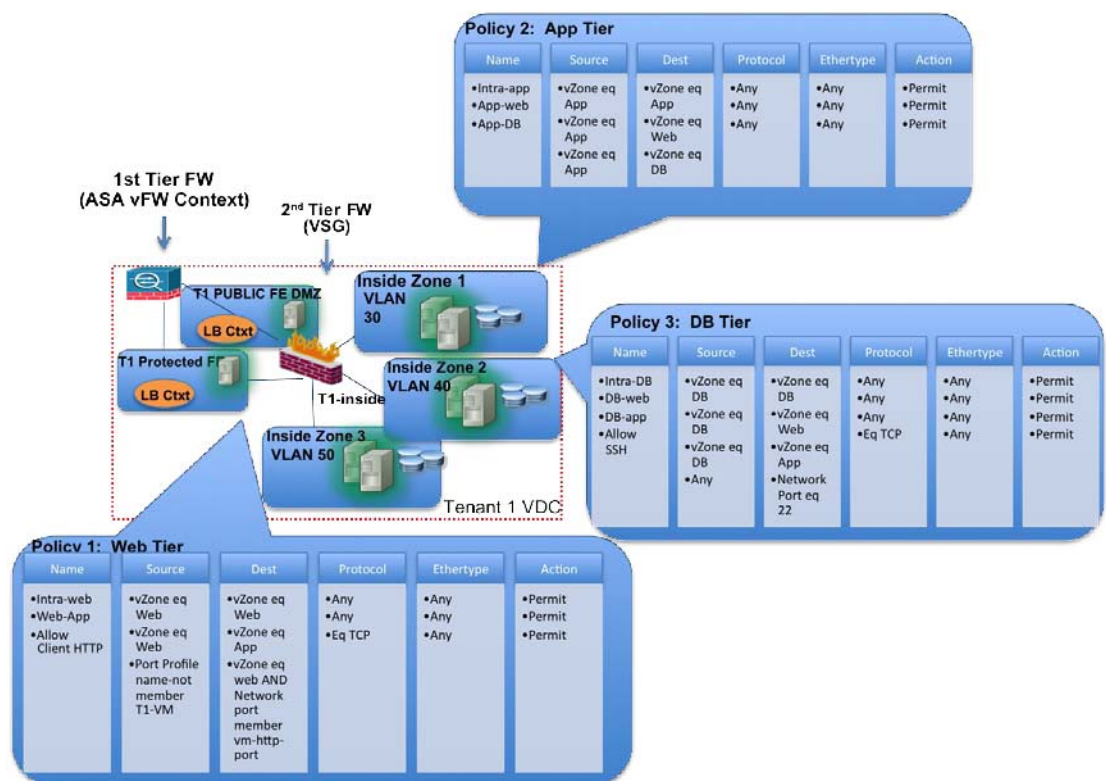 Policy 2: App Tier
Name
Source
Dest
Protocol
Ethertype
Action
•Intra-app
•App-web
•App-DB
•vZone eq
App
•vZone eq
App
•vZone eq
App
•vZone eq
App
•vZone eq
Web
•vZone eq
DB
•Any
•Any
•Any
•Any
•Any
•Any
•Permit
•Permit
•Permit
1st Tier FW
(ASA vFW Context)
2nd Tier FW
(VSG)
T1 PUBLIC FE DMZ
LB Ctxt
T1 Protected FE
LB Ctxt
Inside Zone 1
VLAN
30
Inside Zone 2
VLAN 40
T1-inside
Inside Zone 3
VLAN 50
Tenant 1 VDC
Policy 3: DB Tier
Name
Source
Dest
Protocol
Ethertype
Action
•Intra-DB
•DB-web
•DB-app
•Allow
SSH
•vZone eq
DB
•vZone eq
DB
•vZone eq
DB
•Any
•vZone eq
DB
•vZone eq
Web
•vZone eq
App
•Network
Port eq
22
•Any
•Any
•Any
•Eq TCP
•Any
•Any
•Any
•Any
•Permit
•Permit
•Permit
•Permit
Policy 1: Web Tier
Name
Source
Dest
Protocol
Ethertype
Action
•Intra-web
•Web-App
•Allow
Client HTTP
•vZone eq
Web
•vZone eq
Web
•Port Profile
name-not
member
T1-VM
•vZone eq
Web
•vZone eq
App
•vZone eq
web AND
Network
port
member
vm-http-
port
•Any
•Any
•Eq TCP
•Any
•Any
•Any
•Permit
•Permit
•Permit